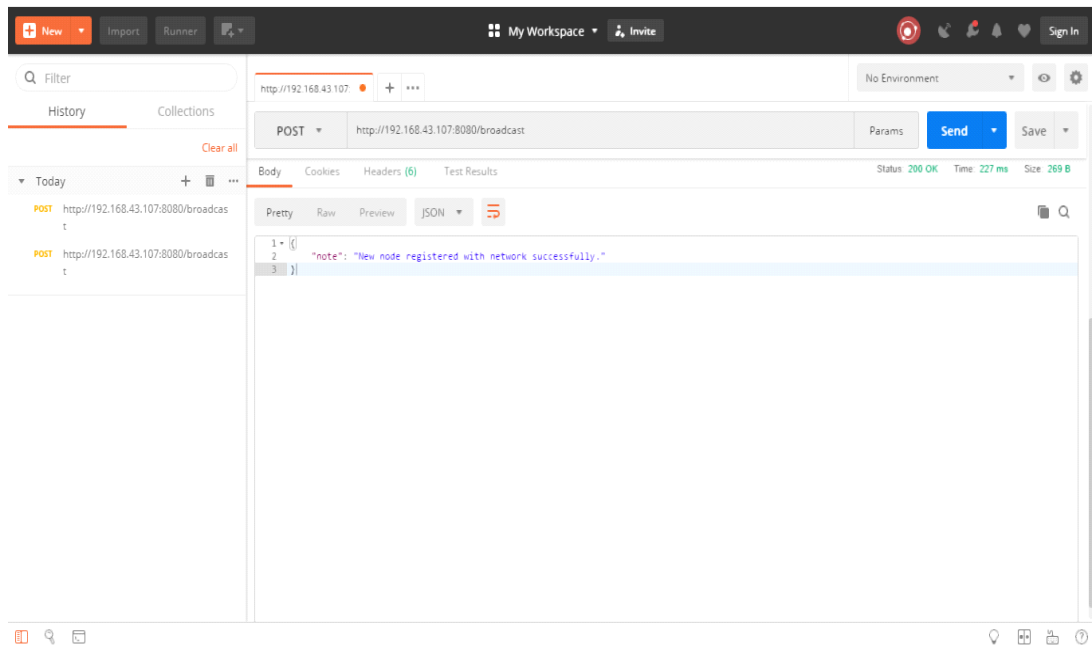 New Import Runner My Workspace Invite Sign In
Filter
History Collections
Clear all
Today
POST http://192.168.43.107:8080/broadcas
t
POST http://192.168.43.107:8080/broadcas
t
http://192.168.43.107: No Environment
POST http://192.168.43.107:8080/broadcast Params Send Save
Body Cookies Headers (6) Test Results Status: 200 OK Time: 227 ms Size: 269 B
Pretty Raw Preview JSON
1 {
2 "note": "New node registered with network successfully."
3 }